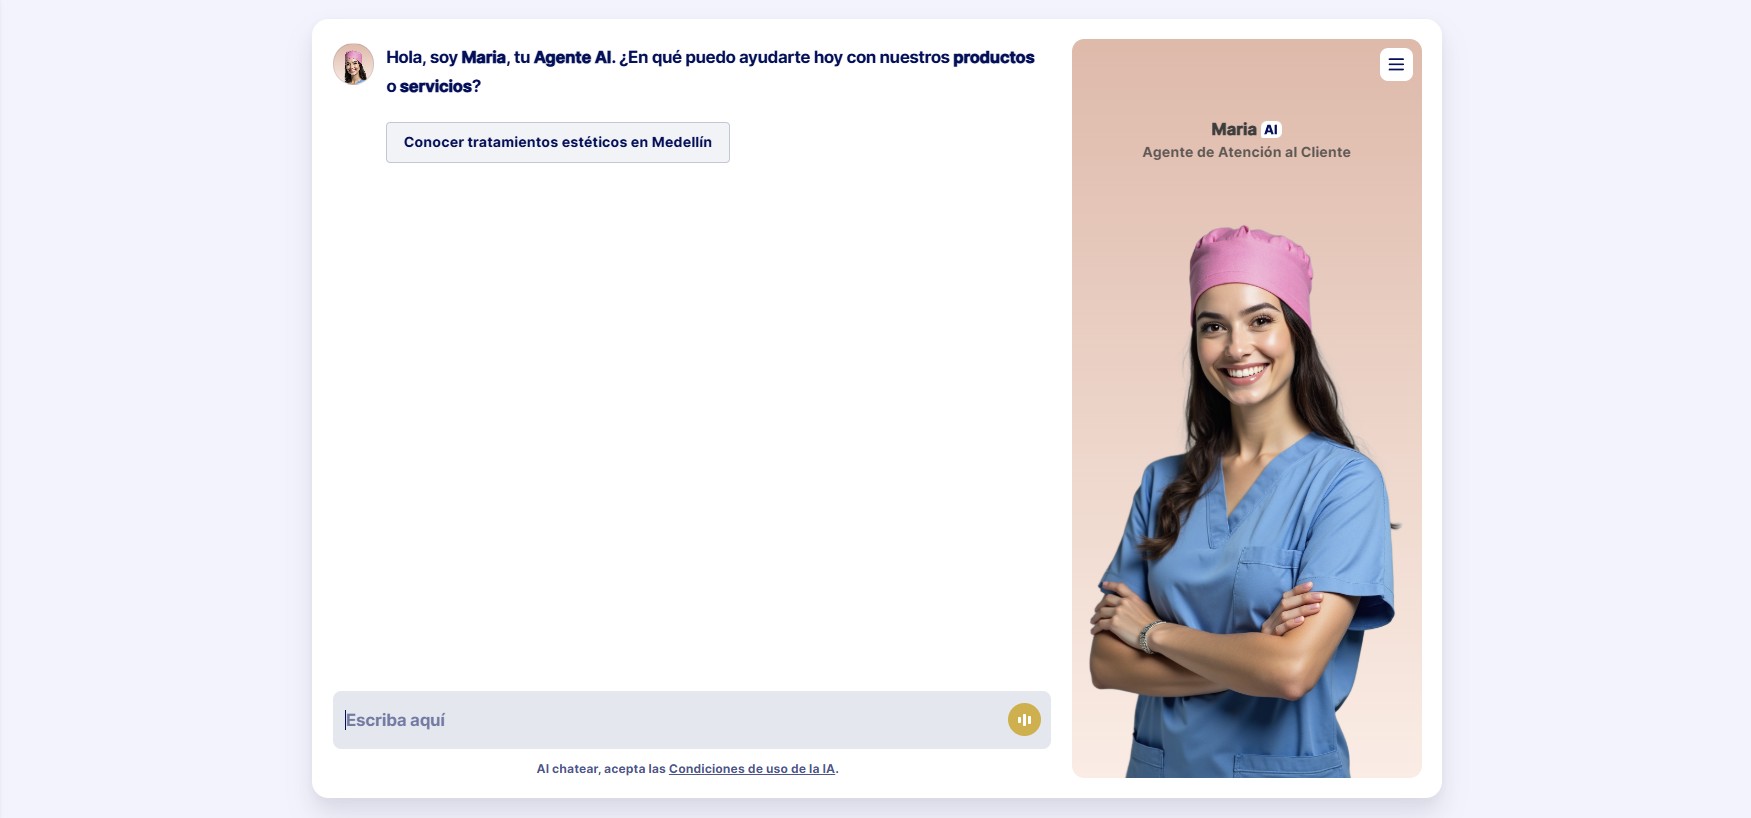 Hola, soy Maria, tu Agente AI. ¿En qué puedo ayudarte hoy con nuestros productos
o servicios?
Conocer tratamientos estéticos en Medellín
Escriba aquí
Al chatear, acepta las Condiciones de uso de la IA.
Maria AI
Agente de Atención al Cliente